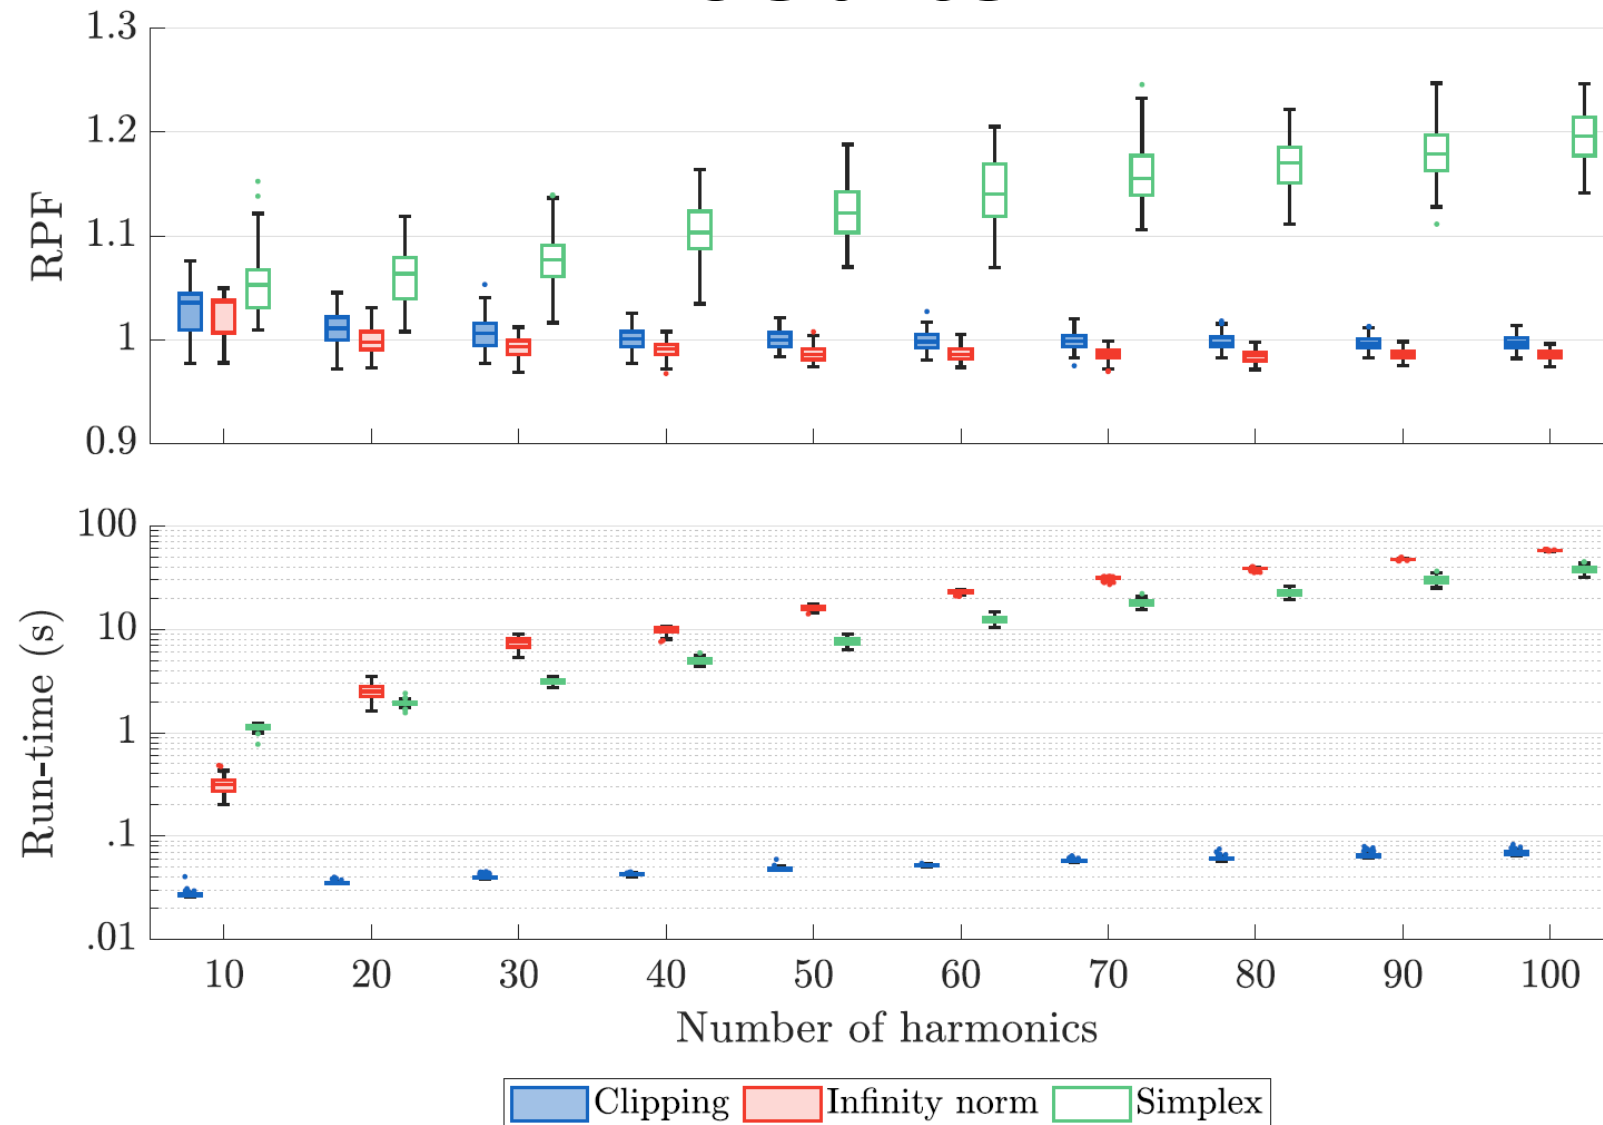 1.3
1.2
1.1
1
0.9
RPF
100
10
1
.1
.01
Run-time (s)
10 20 30 40 50 60 70 80 90 100
Number of harmonics
Clipping Infinity norm Simplex